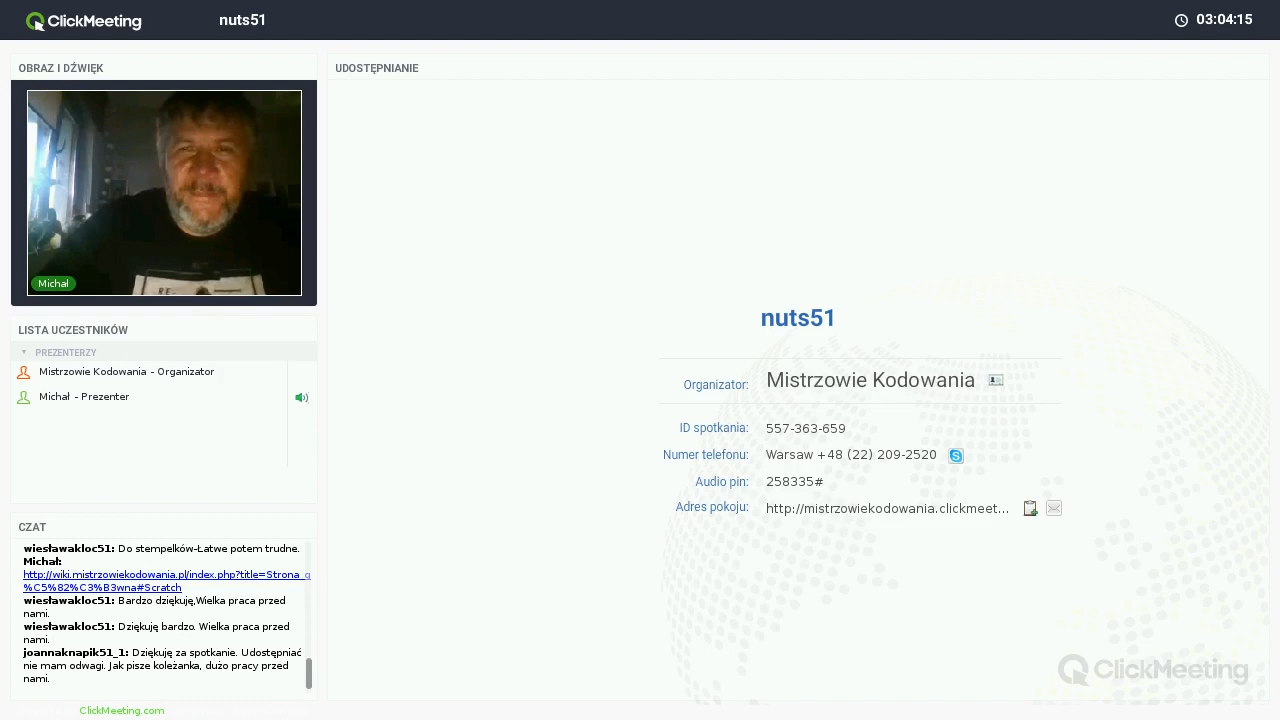 ClickMeeting
nuts51
03:04:15
OBRAZ I DŹWIĘK
Michał
RE-
LISTA UCZESTNIKÓW
PREZENTERZY
Mistrzowie Kodowania - Organizator
Michał - Prezenter
CZAT
wiesławakloc51: Do stempelków-Łatwe potem trudne.
Michał:
http://wiki.mistrzowiekodowania.pl/index.php?title=Strona_g
%C5%82%C3%B3wna#Scratch
wiesławakloc51: Bardzo dziękuję,Wielka praca przed
nami.
wiesławakloc51: Dziękuję bardzo. Wielka praca przed
nami.
joannaknapik51_1: Dziękuję za spotkanie. Udostępniać
nie mam odwagi. Jak pisze koleżanka, dużo pracy przed
nami.
ClickMeeting.com
UDOSTĘPNIANIE
nuts51
Organizator: Mistrzowie Kodowania
ID spotkania: 557-363-659
Numer telefonu: Warsaw +48 (22) 209-2520
Audio pin: 258335#
Adres pokoju: http://mistrzowiekodowania.clickmeet...
ClickMeeting